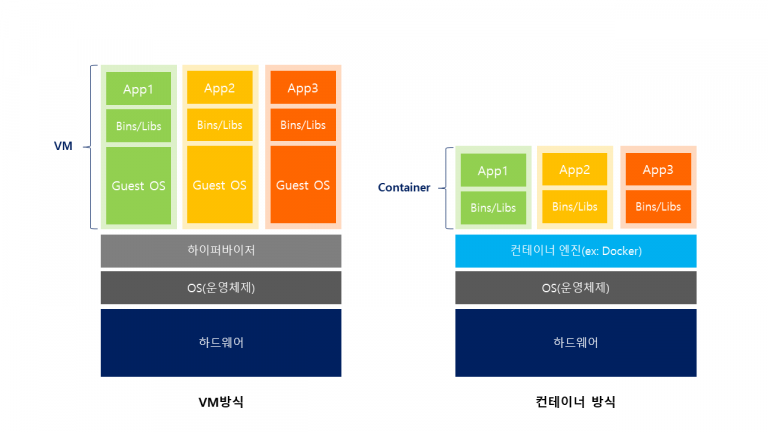 VM
App1
App2
App3
Bins/Libs
Bins/Libs
Bins/Libs
Guest OS
Guest OS
Guest OS
하이퍼바이저
OS(운영체제)
하드웨어
VM방식
Container
App1
App2
App3
Bins/Libs
Bins/Libs
Bins/Libs
컨테이너 엔진(ex: Docker)
OS(운영체제)
하드웨어
컨테이너 방식